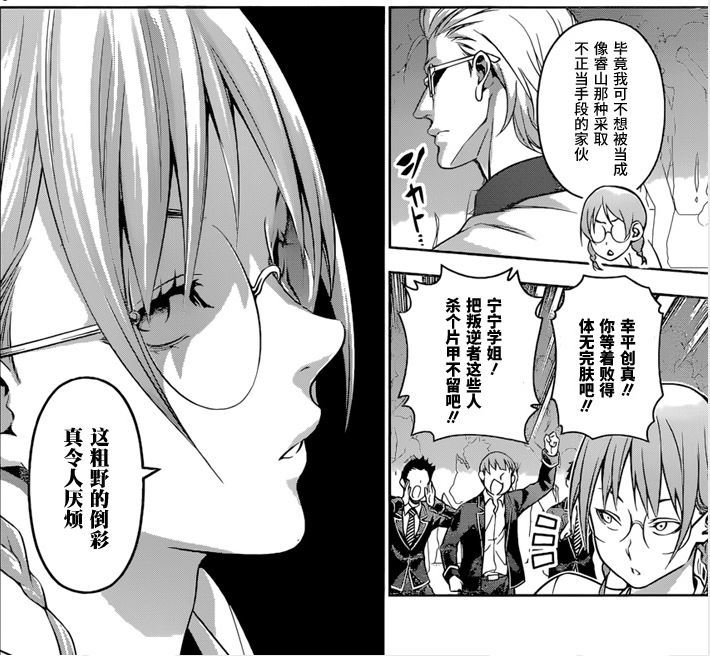 毕竟我可不想被当成
像睿山那种采取
不正当手段的家伙
シカト…
幸平创真!!
你等着败得
体无完肤吧!!
宁宁学姐!
把叛逆者这些人
杀个片甲不留吧!!
这粗野的倒彩
真令人厌烦